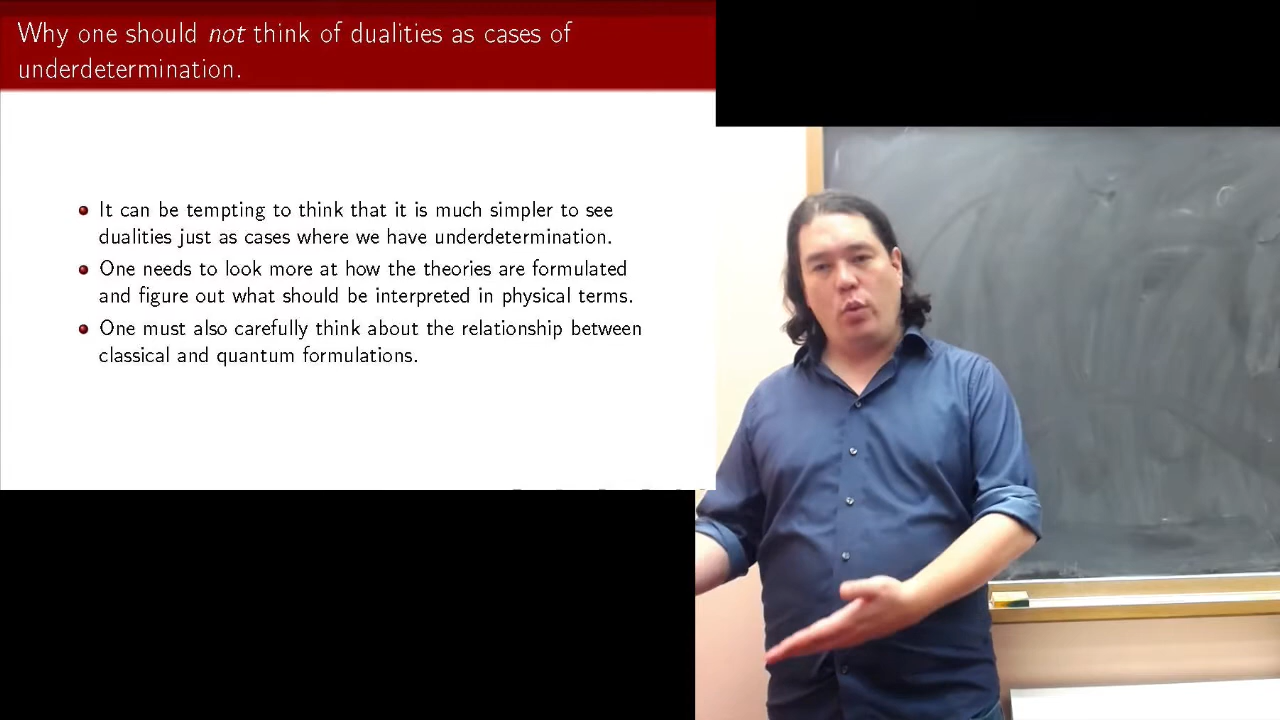 Why one should not think of dualities as cases of
underdetermination.
It can be tempting to think that it is much simpler to see
dualities just as cases where we have underdetermination.
One needs to look more at how the theories are formulated
and figure out what should be interpreted in physical terms.
One must also carefully think about the relationship between
classical and quantum formulations.